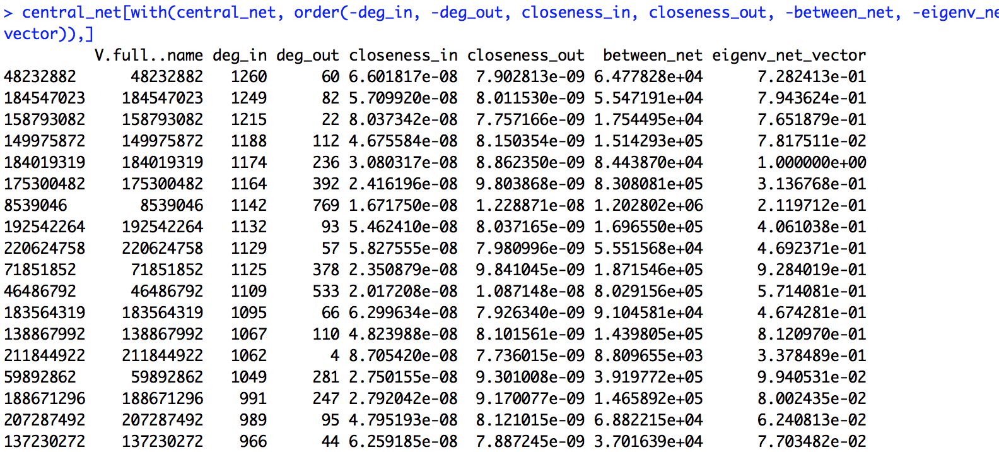 > central_net[with(central_net, order(-deg_in, -deg_out, closeness_in, closeness_out, -between_net, -eigenv_ne
vector)),]
V.full..name deg_in deg_out closeness_in closeness_out between_net eigenv_net_vector
48232882 48232882 1260 60 6.601817e-08 7.902813e-09 6.477828e+04 7.282413e-01
184547023 184547023 1249 82 5.709920e-08 8.011530e-09 5.547191e+04 7.943624e-01
158793082 158793082 1215 22 8.037342e-08 7.757166e-09 1.754495e+04 7.651879e-01
149975872 149975872 1188 112 4.675584e-08 8.150354e-09 1.514293e+05 7.817511e-02
184019319 184019319 1174 236 3.080317e-08 8.862350e-09 8.443870e+04 1.000000e+00
175300482 175300482 1164 392 2.416196e-08 9.803868e-09 8.308081e+05 3.136768e-01
8539046 8539046 1142 769 1.671750e-08 1.228871e-08 1.202802e+06 2.119712e-01
192542264 192542264 1132 93 5.462410e-08 8.037165e-09 1.696550e+05 4.061038e-01
220624758 220624758 1129 57 5.827555e-08 7.980996e-09 5.551568e+04 4.692371e-01
71851852 71851852 1125 378 2.350879e-08 9.841045e-09 1.871546e+05 9.284019e-01
46486792 46486792 1109 533 2.017208e-08 1.087148e-08 8.029156e+05 5.714081e-01
183564319 183564319 1095 66 6.299634e-08 7.926340e-09 9.104581e+04 4.674281e-01
138867992 138867992 1067 110 4.823988e-08 8.101561e-09 1.439805e+05 8.120970e-01
211844922 211844922 1062 4 8.705420e-08 7.736015e-09 8.809655e+03 3.378489e-01
59892862 59892862 1049 281 2.750155e-08 9.301008e-09 3.919772e+05 9.940531e-02
188671296 188671296 991 247 2.792042e-08 9.170077e-09 1.465892e+05 8.002435e-02
207287492 207287492 989 95 4.795193e-08 8.121015e-09 6.882215e+04 6.240813e-02
137230272 137230272 966 44 6.259185e-08 7.887245e-09 3.701639e+04 7.703482e-02